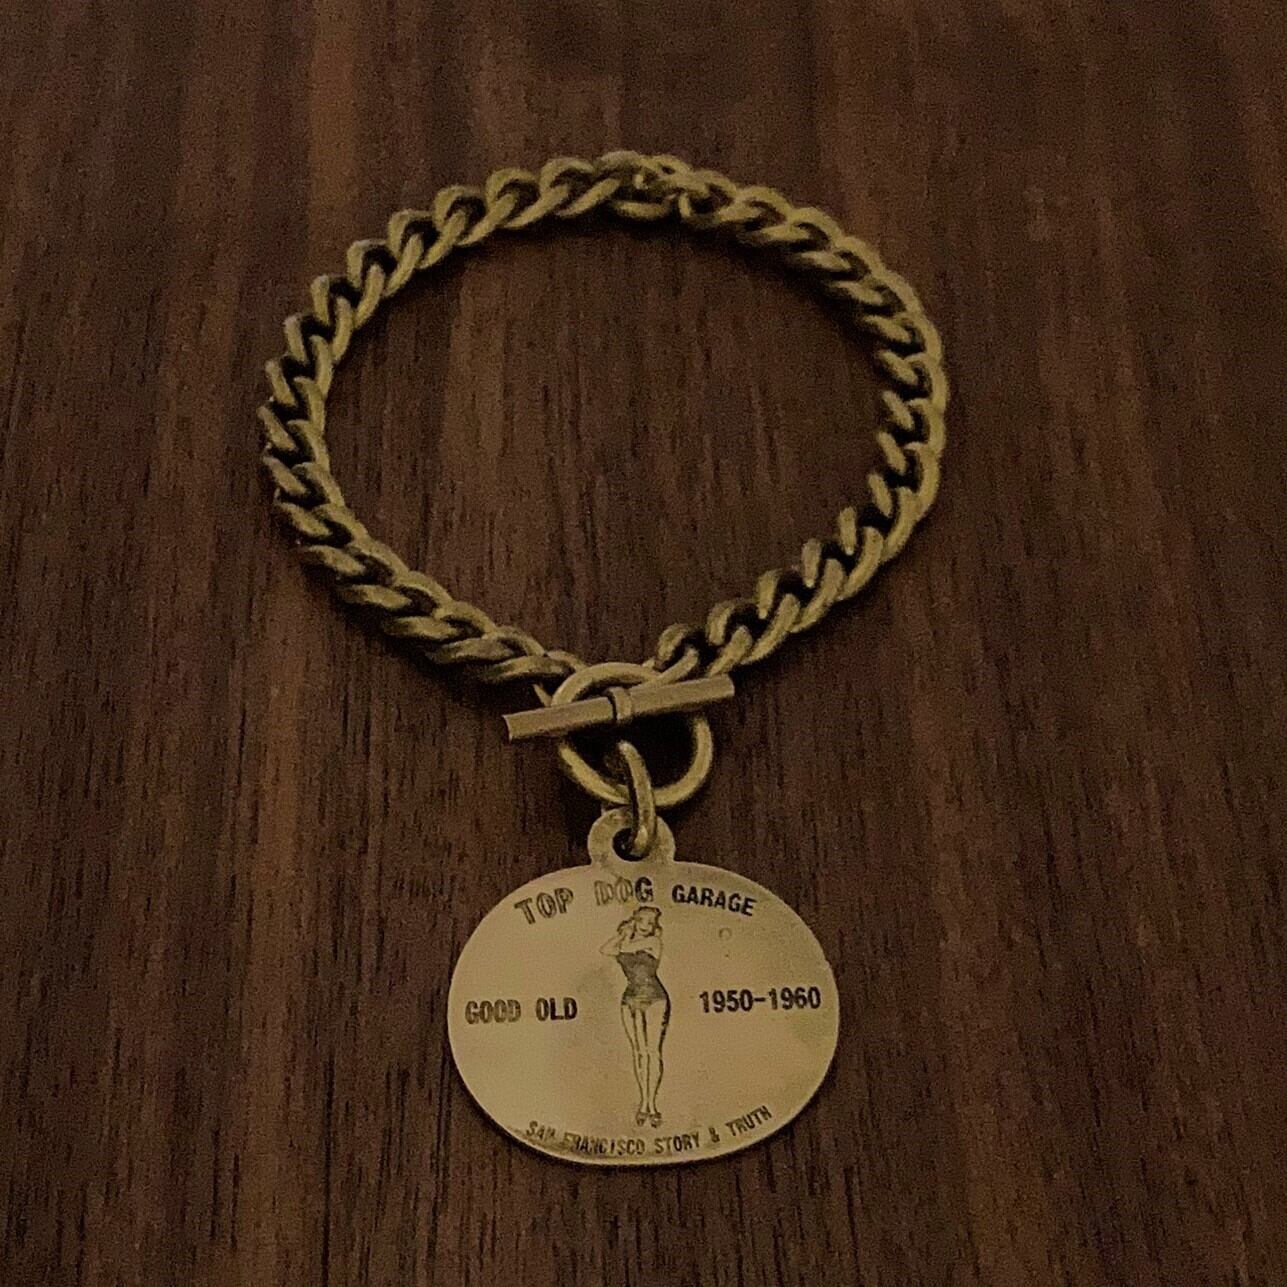 TOP DOG GARAGE
GOOD OLD
1950-1960
SAN FRANCISCO STORY & TRUTH